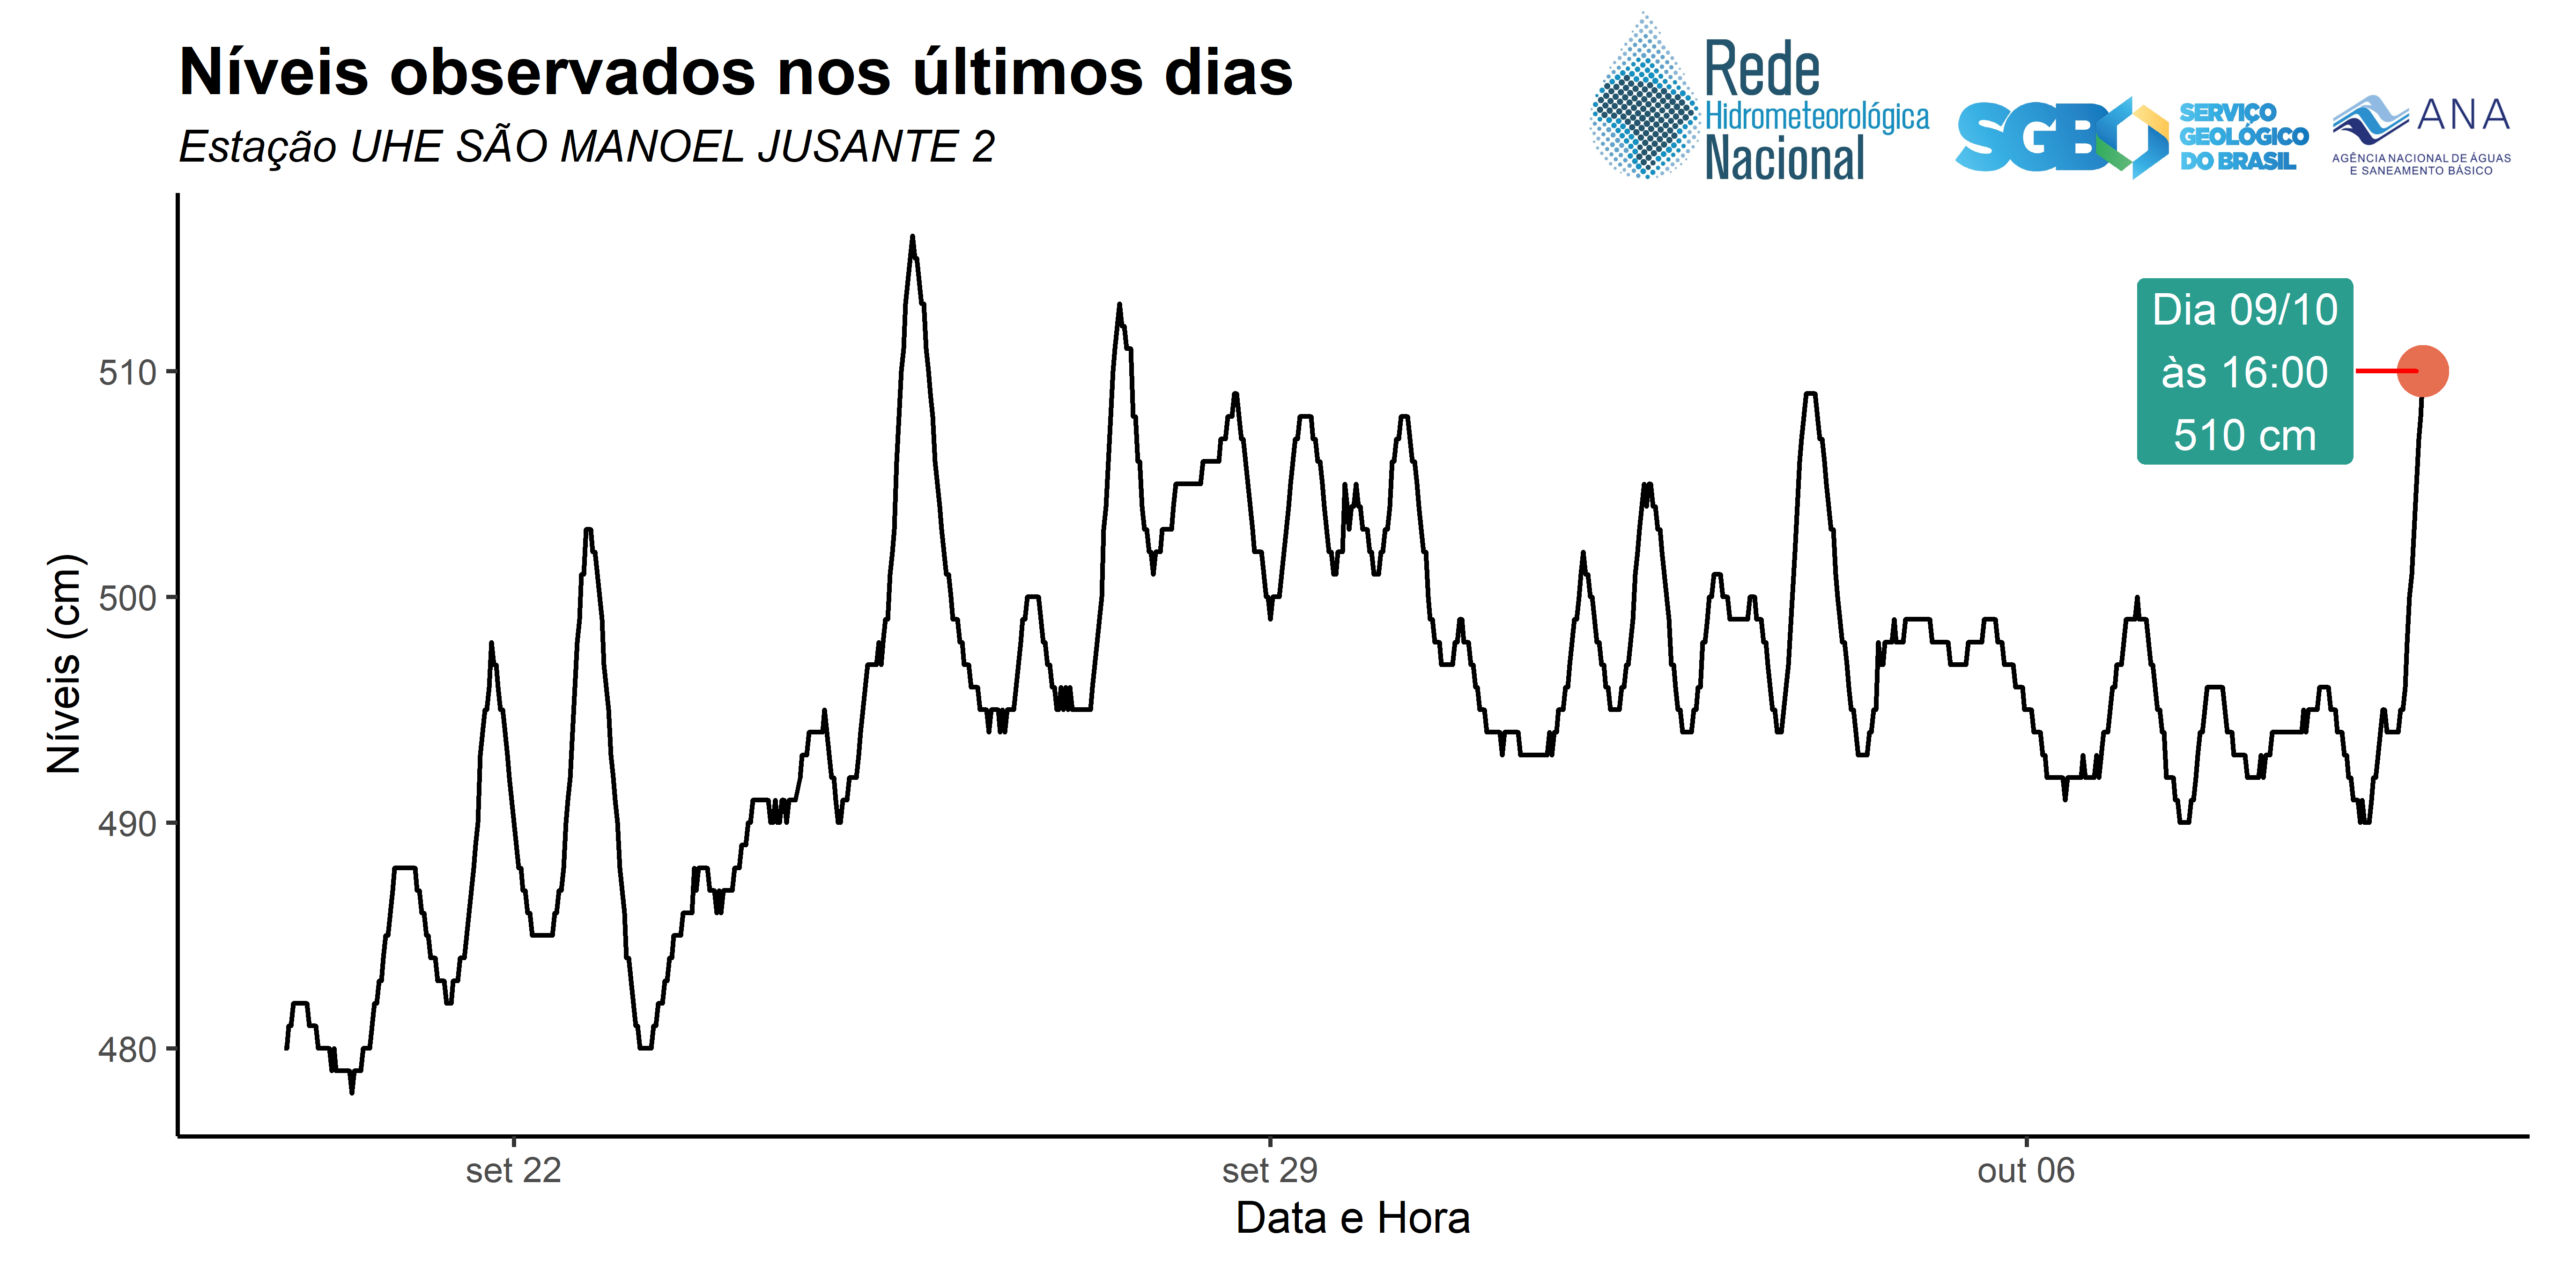 Níveis observados nos últimos dias
Estação UHE SÃO MANOEL JUSANTE 2
Rede
Hidrometeorológica
Nacional
SGB
SERVIÇO
GEOLÓGICO
DO BRASIL
ANA
AGÊNCIA NACIONAL DE ÁGUAS
E SANEAMENTO BÁSICO
Dia 09/10
às 16:00
510 cm
Níveis (cm)
510
500
490
480
set 22
set 29
out 06
Data e Hora